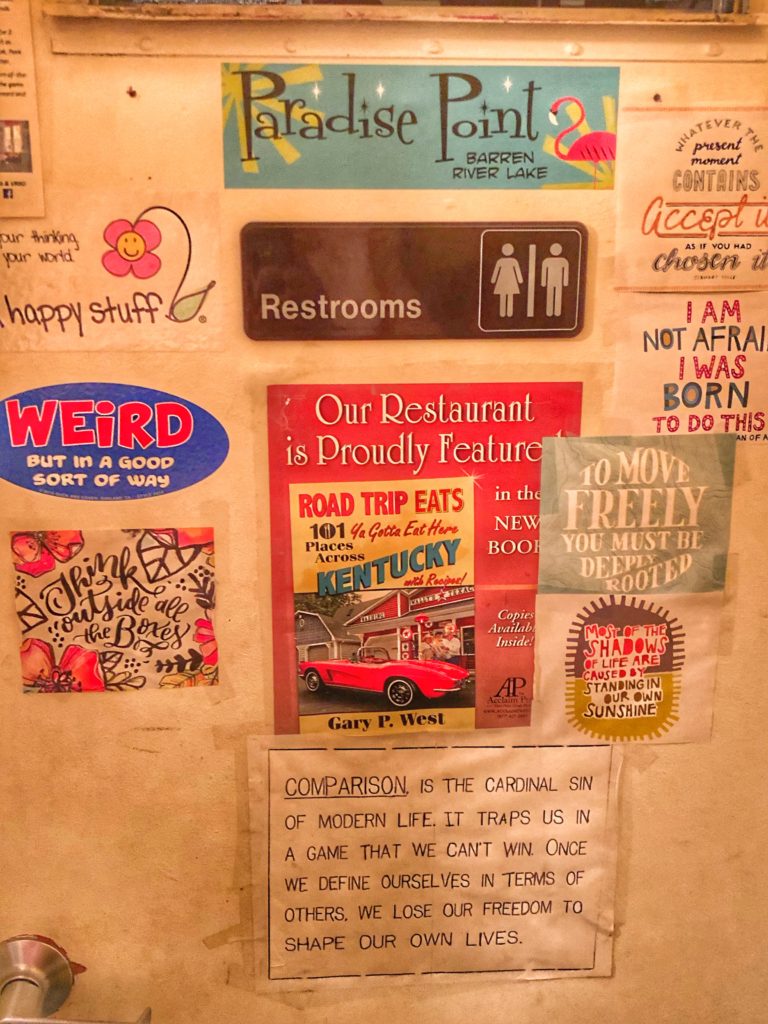 Paradise Point
BARREN
RIVER LAKE
WHATEVER THE
present
moment
CONTAINS
Accept
AS IF YOU HAD
chosen it
our thinking
your world
happy stuff
Restrooms
I AM
NOT AFRAI
I WAS
BORN
TO DO THIS
WEiRD
BUT IN A GOOD
SORT OF WAY
Our Restaurant
is Proudly Feature
in the
NEW
BOOK
ROAD TRIP EATS
101 Ya Gotta Eat Here
Places
Across
KENTUCKY
with Recipes!
Copies
Availabl
Inside!
AP
Acclaim
Gary P. West
TO MOVE
FREELY
YOU MUST BE
DEEPLY
ROOTED
Think
outside all
the Boxes
MOST OF THE
SHADOWS
OF LIFE ARE
CAUSED BY
STANDING IN
OUR OWN
SUNSHINE
COMPARISON, IS THE CARDINAL SIN
OF MODERN LIFE. IT TRAPS US IN
A GAME THAT WE CAN'T WIN. ONCE
WE DEFINE OURSELVES IN TERMS OF
OTHERS, WE LOSE OUR FREEDOM TO
SHAPE OUR OWN LIVES.